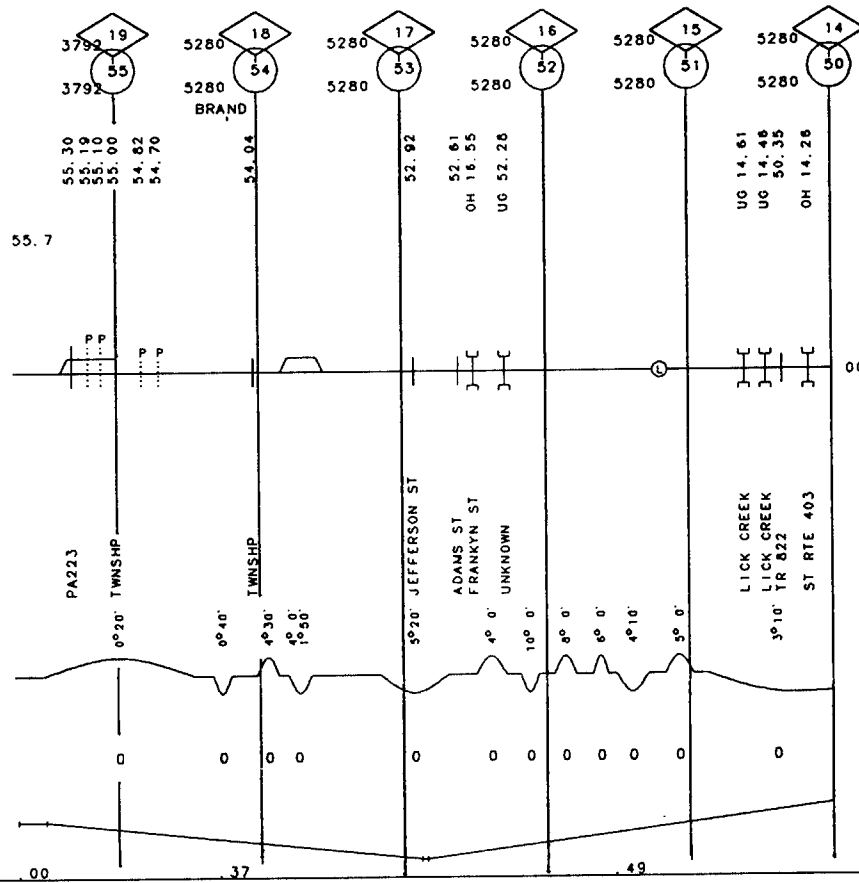 19 18 17 16 15 14
3792 5280 5280 5280 5280 5280
55 54 53 52 51 50
3792 5280 5280 5280 5280 5280
BRAND
55.30
55.19
55.10
55.00
54.82
54.70
54.04
52.92
52.61
OH 16.55
UG 52.28
UG 14.61
UG 14.48
50.35
OH 14.28
55.7
P P
P P
L
PA223
TWNSHP
TWNSHP
JEFFERSON ST
ADAMS ST
FRANKYN ST
UNKNOWN
LICK CREEK
LICK CREEK
TR 822
ST RTE 403
0°20'
0°40'
4°30'
4° 0'
1°50'
5°20'
4° 0'
10° 0'
8° 0'
6° 0'
4°10'
5° 0'
3°10'
0 0 0 0 0 0 0 0 0 0 0 0
.00 .37 .49